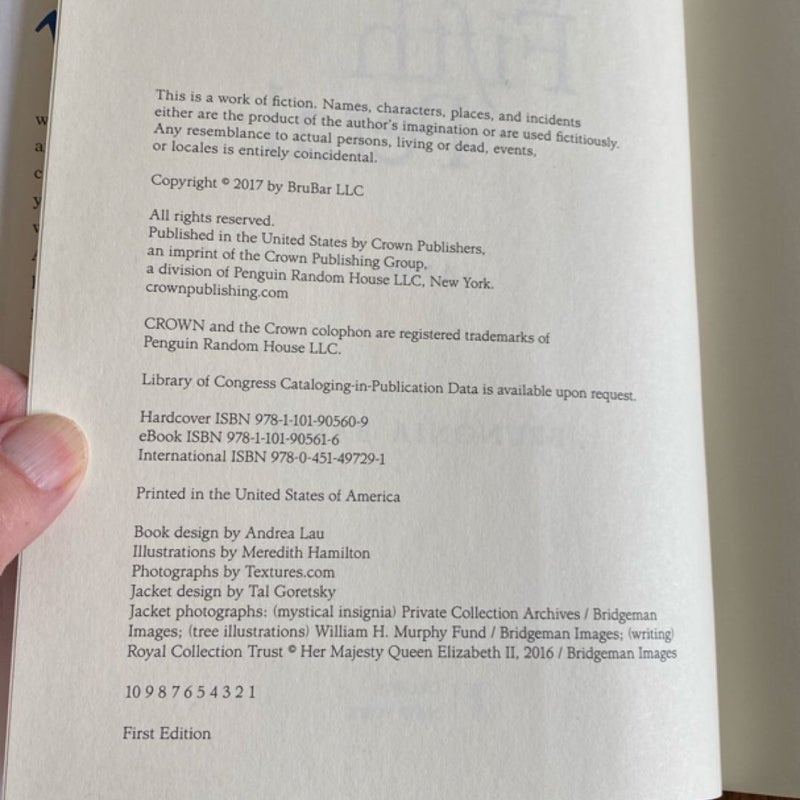 This is a work of fiction. Names, characters, places, and incidents
either are the product of the author's imagination or are used fictitiously.
Any resemblance to actual persons, living or dead, events,
or locales is entirely coincidental.
Copyright © 2017 by BruBar LLC
All rights reserved.
Published in the United States by Crown Publishers,
an imprint of the Crown Publishing Group,
a division of Penguin Random House LLC, New York.
crownpublishing.com
CROWN and the Crown colophon are registered trademarks of
Penguin Random House LLC.
Library of Congress Cataloging-in-Publication Data is available upon request.
Hardcover ISBN 978-1-101-90560-9
eBook ISBN 978-1-101-90561-6
International ISBN 978-0-451-49729-1
Printed in the United States of America
Book design by Andrea Lau
Illustrations by Meredith Hamilton
Photographs by Textures.com
Jacket design by Tal Goretsky
Jacket photographs: (mystical insignia) Private Collection Archives / Bridgeman
Images; (tree illustrations) William H. Murphy Fund / Bridgeman Images; (writing)
Royal Collection Trust © Her Majesty Queen Elizabeth II, 2016 / Bridgeman Images
10 9 8 7 6 5 4 3 2 1
First Edition